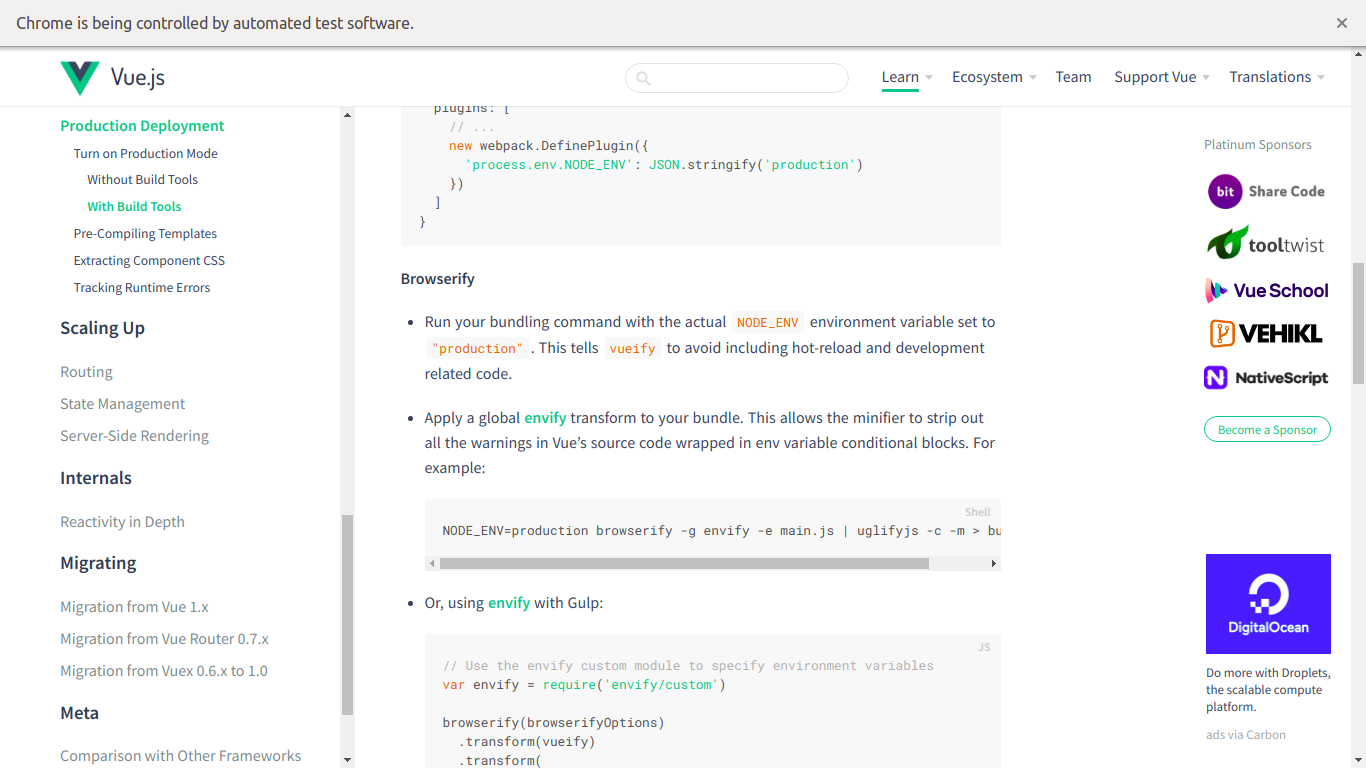 Chrome is being controlled by automated test software.
Vue.js
Learn
Ecosystem
Team
Support Vue
Translations
Production Deployment
Turn on Production Mode
Without Build Tools
With Build Tools
Pre-Compiling Templates
Extracting Component CSS
Tracking Runtime Errors
Scaling Up
Routing
State Management
Server-Side Rendering
Internals
Reactivity in Depth
Migrating
Migration from Vue 1.x
Migration from Vue Router 0.7.x
Migration from Vuex 0.6.x to 1.0
Meta
Comparison with Other Frameworks
plugins: [
// ...
new webpack.DefinePlugin({
'process.env.NODE_ENV': JSON.stringify('production')
})
]
}
Browserify
Run your bundling command with the actual NODE_ENV environment variable set to
"production" . This tells vueify to avoid including hot-reload and development
related code.
Apply a global envify transform to your bundle. This allows the minifier to strip out
all the warnings in Vue’s source code wrapped in env variable conditional blocks. For
example:
Shell
NODE_ENV=production browserify -g envify -e main.js | uglifyjs -c -m > bu
Or, using envify with Gulp:
JS
// Use the envify custom module to specify environment variables
var envify = require('envify/custom')
browserify(browserifyOptions)
.transform(vueify)
.transform(
Platinum Sponsors
bit Share Code
tooltwist
Vue School
VEHIKL
N NativeScript
Become a Sponsor
DigitalOcean
Do more with Droplets,
the scalable compute
platform.
ads via Carbon